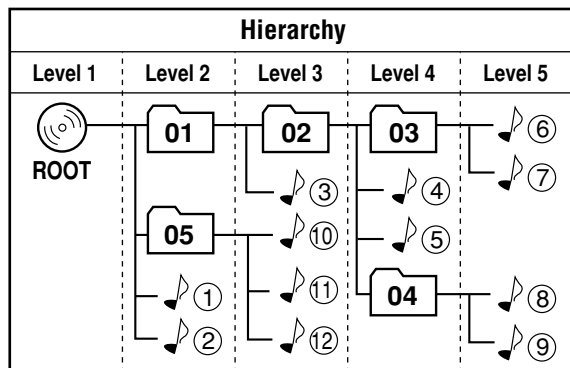 Hierarchy
Level 1 Level 2 Level 3 Level 4 Level 5
ROOT 01 02 03 ⑥
③ ④ ⑦
05 ⑩ ⑤
① ⑪ 04 ⑧
② ⑫ ⑨